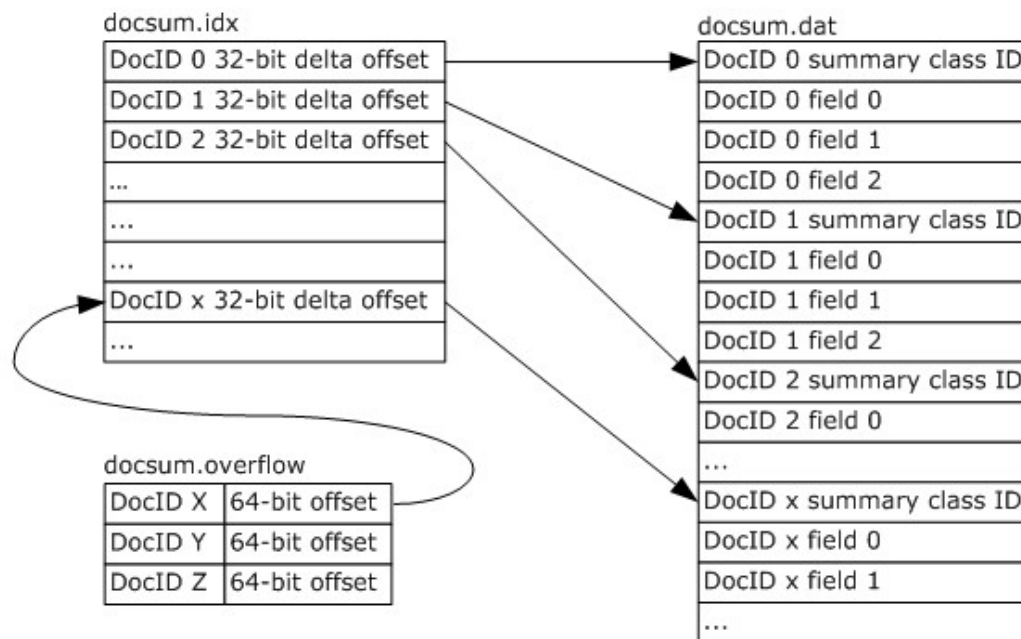 docsum.idx
DocID 0 32-bit delta offset
DocID 1 32-bit delta offset
DocID 2 32-bit delta offset
...
...
...
DocID x 32-bit delta offset
...
docsum.overflow
DocID X 64-bit offset
DocID Y 64-bit offset
DocID Z 64-bit offset
docsum.dat
DocID 0 summary class ID
DocID 0 field 0
DocID 0 field 1
DocID 0 field 2
DocID 1 summary class ID
DocID 1 field 0
DocID 1 field 1
DocID 1 field 2
DocID 2 summary class ID
DocID 2 field 0
...
DocID x summary class ID
DocID x field 0
DocID x field 1
...